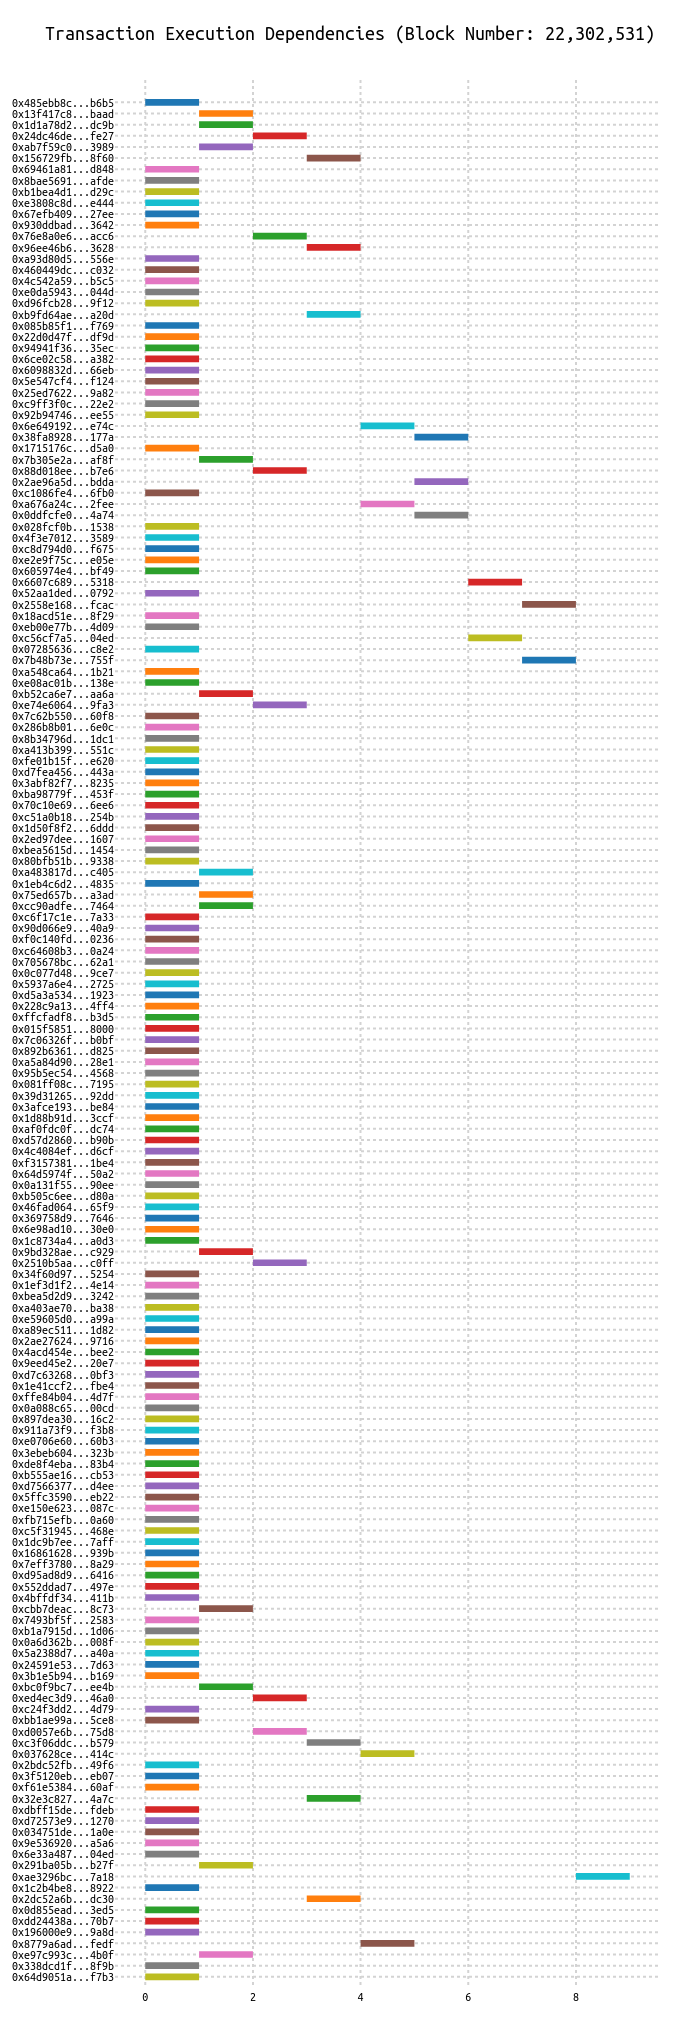 Transaction Execution Dependencies (Block Number: 22,302,531)
0x485ebb8c...b6b5
0x13f417c8...baad
0x1d1a78d2...dc9b
0x24dc46de...fe27
0xab7f59c0...3989
0x156729fb...8f60
0x69461a81...d848
0x8bae5691...afde
0xb1bea4d1...d29c
0xe3808c8d...e444
0x67efb409...27ee
0x930ddbad...3642
0x76e8a0e6...acc6
0x96ee46b6...3628
0xa93d80d5...556e
0x460449dc...c032
0x4c542a59...b5c5
0xe0da5943...044d
0xd96fcb28...9f12
0xb9fd64ae...a20d
0x085b85f1...f769
0x22d0d47f...df9d
0x94941f36...35ec
0x6ce02c58...a382
0x6098832d...66eb
0x5e547cf4...f124
0x25ed7622...9a82
0xc9ff3f0c...22e2
0x92b94746...ee55
0x6e649192...e74c
0x38fa8928...177a
0x1715176c...d5a0
0x7b305e2a...af8f
0x88d018ee...b7e6
0x2ae96a5d...bdda
0xc1086fe4...6fb0
0xa676a24c...2fee
0x0ddfcfe0...4a74
0x028fcf0b...1538
0x4f3e7012...3589
0xc8d794d0...f675
0xe2e9f75c...e05e
0x605974e4...bf49
0x6607c689...5318
0x52aa1ded...0792
0x2558e168...fcac
0x18acd51e...8f29
0xeb00e77b...4d09
0xc56cf7a5...04ed
0x07285636...c8e2
0x7b48b73e...755f
0xa548ca64...1b21
0xe08ac01b...138e
0xb52ca6e7...aa6a
0xe74e6064...9fa3
0x7c62b550...60f8
0x286b8b01...6e0c
0x8b34796d...1dc1
0xa413b399...551c
0xfe01b15f...e620
0xd7fea456...443a
0x3abf82f7...8235
0xba98779f...453f
0x70c10e69...6ee6
0xc51a0b18...254b
0x1d50f8f2...6ddd
0x2ed97dee...1607
0xbea5615d...1454
0x80bfb51b...9338
0xa483817d...c405
0x1eb4c6d2...4835
0x75ed657b...a3ad
0xcc90adfe...7464
0xc6f17c1e...7a33
0x90d066e9...40a9
0xf0c140fd...0236
0xc64608b3...0a24
0x705678bc...62a1
0x0c077d48...9ce7
0x5937a6e4...2725
0xd5a3a534...1923
0x228c9a13...4ff4
0xffcfadf8...b3d5
0x015f5851...8000
0x7c06326f...b0bf
0x892b6361...d825
0xa5a84d90...28e1
0x95b5ec54...4568
0x081ff08c...7195
0x39d31265...92dd
0x3afce193...be84
0x1d88b91d...3ccf
0xaf0fdc0f...dc74
0xd57d2860...b90b
0x4c4084ef...d6cf
0xf3157381...1be4
0x64d5974f...50a2
0x0a131f55...90ee
0xb505c6ee...d80a
0x46fad064...65f9
0x369758d9...7646
0x6e98ad10...30e0
0x1c8734a4...a0d3
0x9bd328ae...c929
0x2510b5aa...c0ff
0x34f60d97...5254
0x1ef3d1f2...4e14
0xbea5d2d9...3242
0xa403ae70...ba38
0xe59605d0...a99a
0xa89ec511...1d82
0x2ae27624...9716
0x4acd454e...bee2
0x9eed45e2...20e7
0xd7c63268...0bf3
0x1e41ccf2...fbe4
0xffe84b04...4d7f
0x0a088c65...00cd
0x897dea30...16c2
0x911a73f9...f3b8
0xe0706e60...60b3
0x3ebeb604...323b
0xde8f4eba...83b4
0xb555ae16...cb53
0xd7566377...d4ee
0x5ffc3590...eb22
0xe150e623...087c
0xfb715efb...0a60
0xc5f31945...468e
0x1dc9b7ee...7aff
0x16861628...939b
0x7eff3780...8a29
0xd95ad8d9...6416
0x552ddad7...497e
0x4bffdf34...411b
0xcbb7deac...8c73
0x7493bf5f...2583
0xb1a7915d...1d06
0x0a6d362b...008f
0x5a2388d7...a40a
0x24591e53...7d63
0x3b1e5b94...b169
0xbc0f9bc7...ee4b
0xed4ec3d9...46a0
0xc24f3dd2...4d79
0xbb1ae99a...5ce8
0xd0057e6b...75d8
0xc3f06ddc...b579
0x037628ce...414c
0x2bdc52fb...49f6
0x3f5120eb...eb07
0xf61e5384...60af
0x32e3c827...4a7c
0xdbff15de...fdeb
0xd72573e9...1270
0x034751de...1a0e
0x9e536920...a5a6
0x6e33a487...04ed
0x291ba05b...b27f
0xae3296bc...7a18
0x1c2b4be8...8922
0x2dc52a6b...dc30
0x0d855ead...3ed5
0xdd24438a...70b7
0x196000e9...9a8d
0x8779a6ad...fedf
0xe97c993c...4b0f
0x338dcd1f...8f9b
0x64d9051a...f7b3
0 2 4 6 8